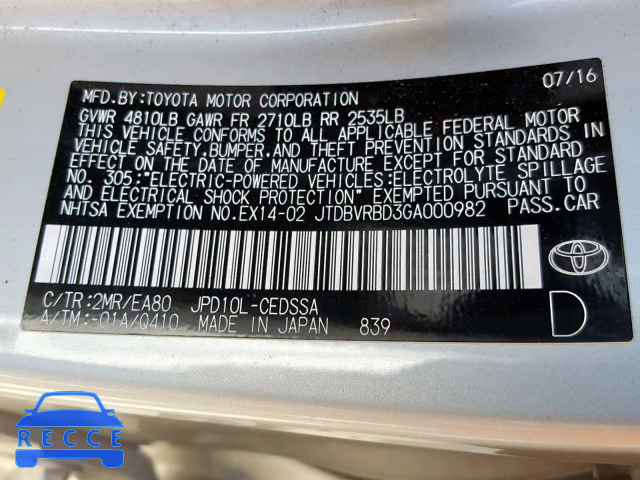 07/16
MFD.BY:TOYOTA MOTOR CORPORATION
GVWR 4810LB GAWR FR 2710LB RR 2535LB
THIS VEHICLE CONFORMS TO ALL APPLICABLE FEDERAL MOTOR
VEHICLE SAFETY,BUMPER,AND THEFT PREVENTION STANDARDS IN
EFFECT ON THE DATE OF MANUFACTURE SHOWN ABOVE EXCEPT FOR STANDARD
NO. 305:"ELECTRIC-POWERED VEHICLES:ELECTROLYTE SPILLAGE
AND ELECTRICAL SHOCK PROTECTION" EXEMPTED PURSUANT TO
NHTSA EXEMPTION NO.EX14-02 JTDBVRBD3GA000982 PASS.CAR
TOYOTA
C/TR:2MR/EA80 JPD10L-CEDSSA
A/TM:-01A/Q410 MADE IN JAPAN 839
D
RECCE